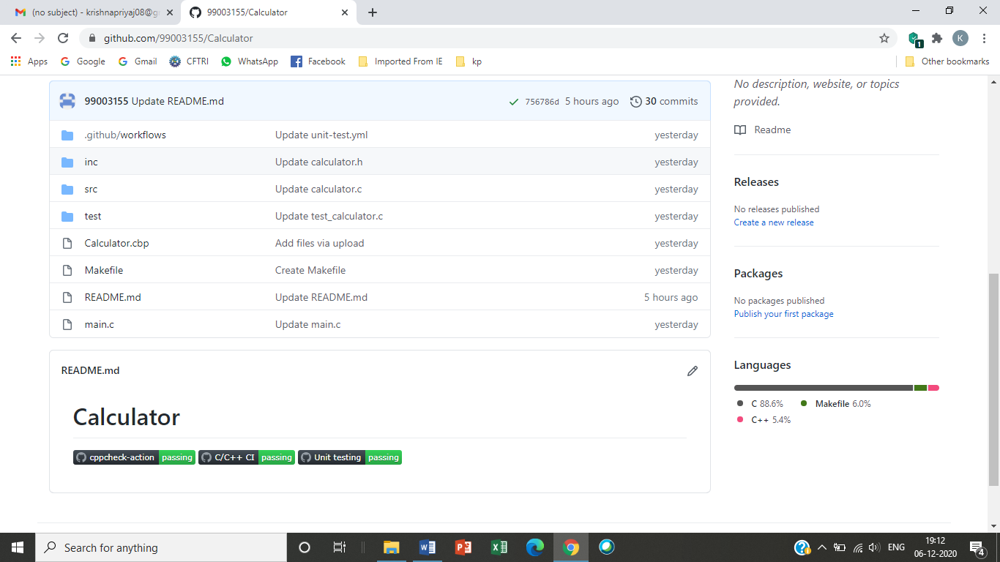 (no subject) - krishnapriyaj08@g
99003155/Calculator
github.com/99003155/Calculator
K
1
Apps
Google
Gmail
CFTRI
WhatsApp
Facebook
Imported From IE
kp
Other bookmarks
99003155 Update README.md 756786d 5 hours ago 30 commits
.github/workflows Update unit-test.yml yesterday
inc Update calculator.h yesterday
src Update calculator.c yesterday
test Update test_calculator.c yesterday
Calculator.cbp Add files via upload yesterday
Makefile Create Makefile yesterday
README.md Update README.md 5 hours ago
main.c Update main.c yesterday
README.md
Calculator
cppcheck-action passing C/C++ CI passing Unit testing passing
No description, website, or topics
provided.
Readme
Releases
No releases published
Create a new release
Packages
No packages published
Publish your first package
Languages
C 88.6% Makefile 6.0%
C++ 5.4%
Search for anything
ENG
19:12
06-12-2020
4